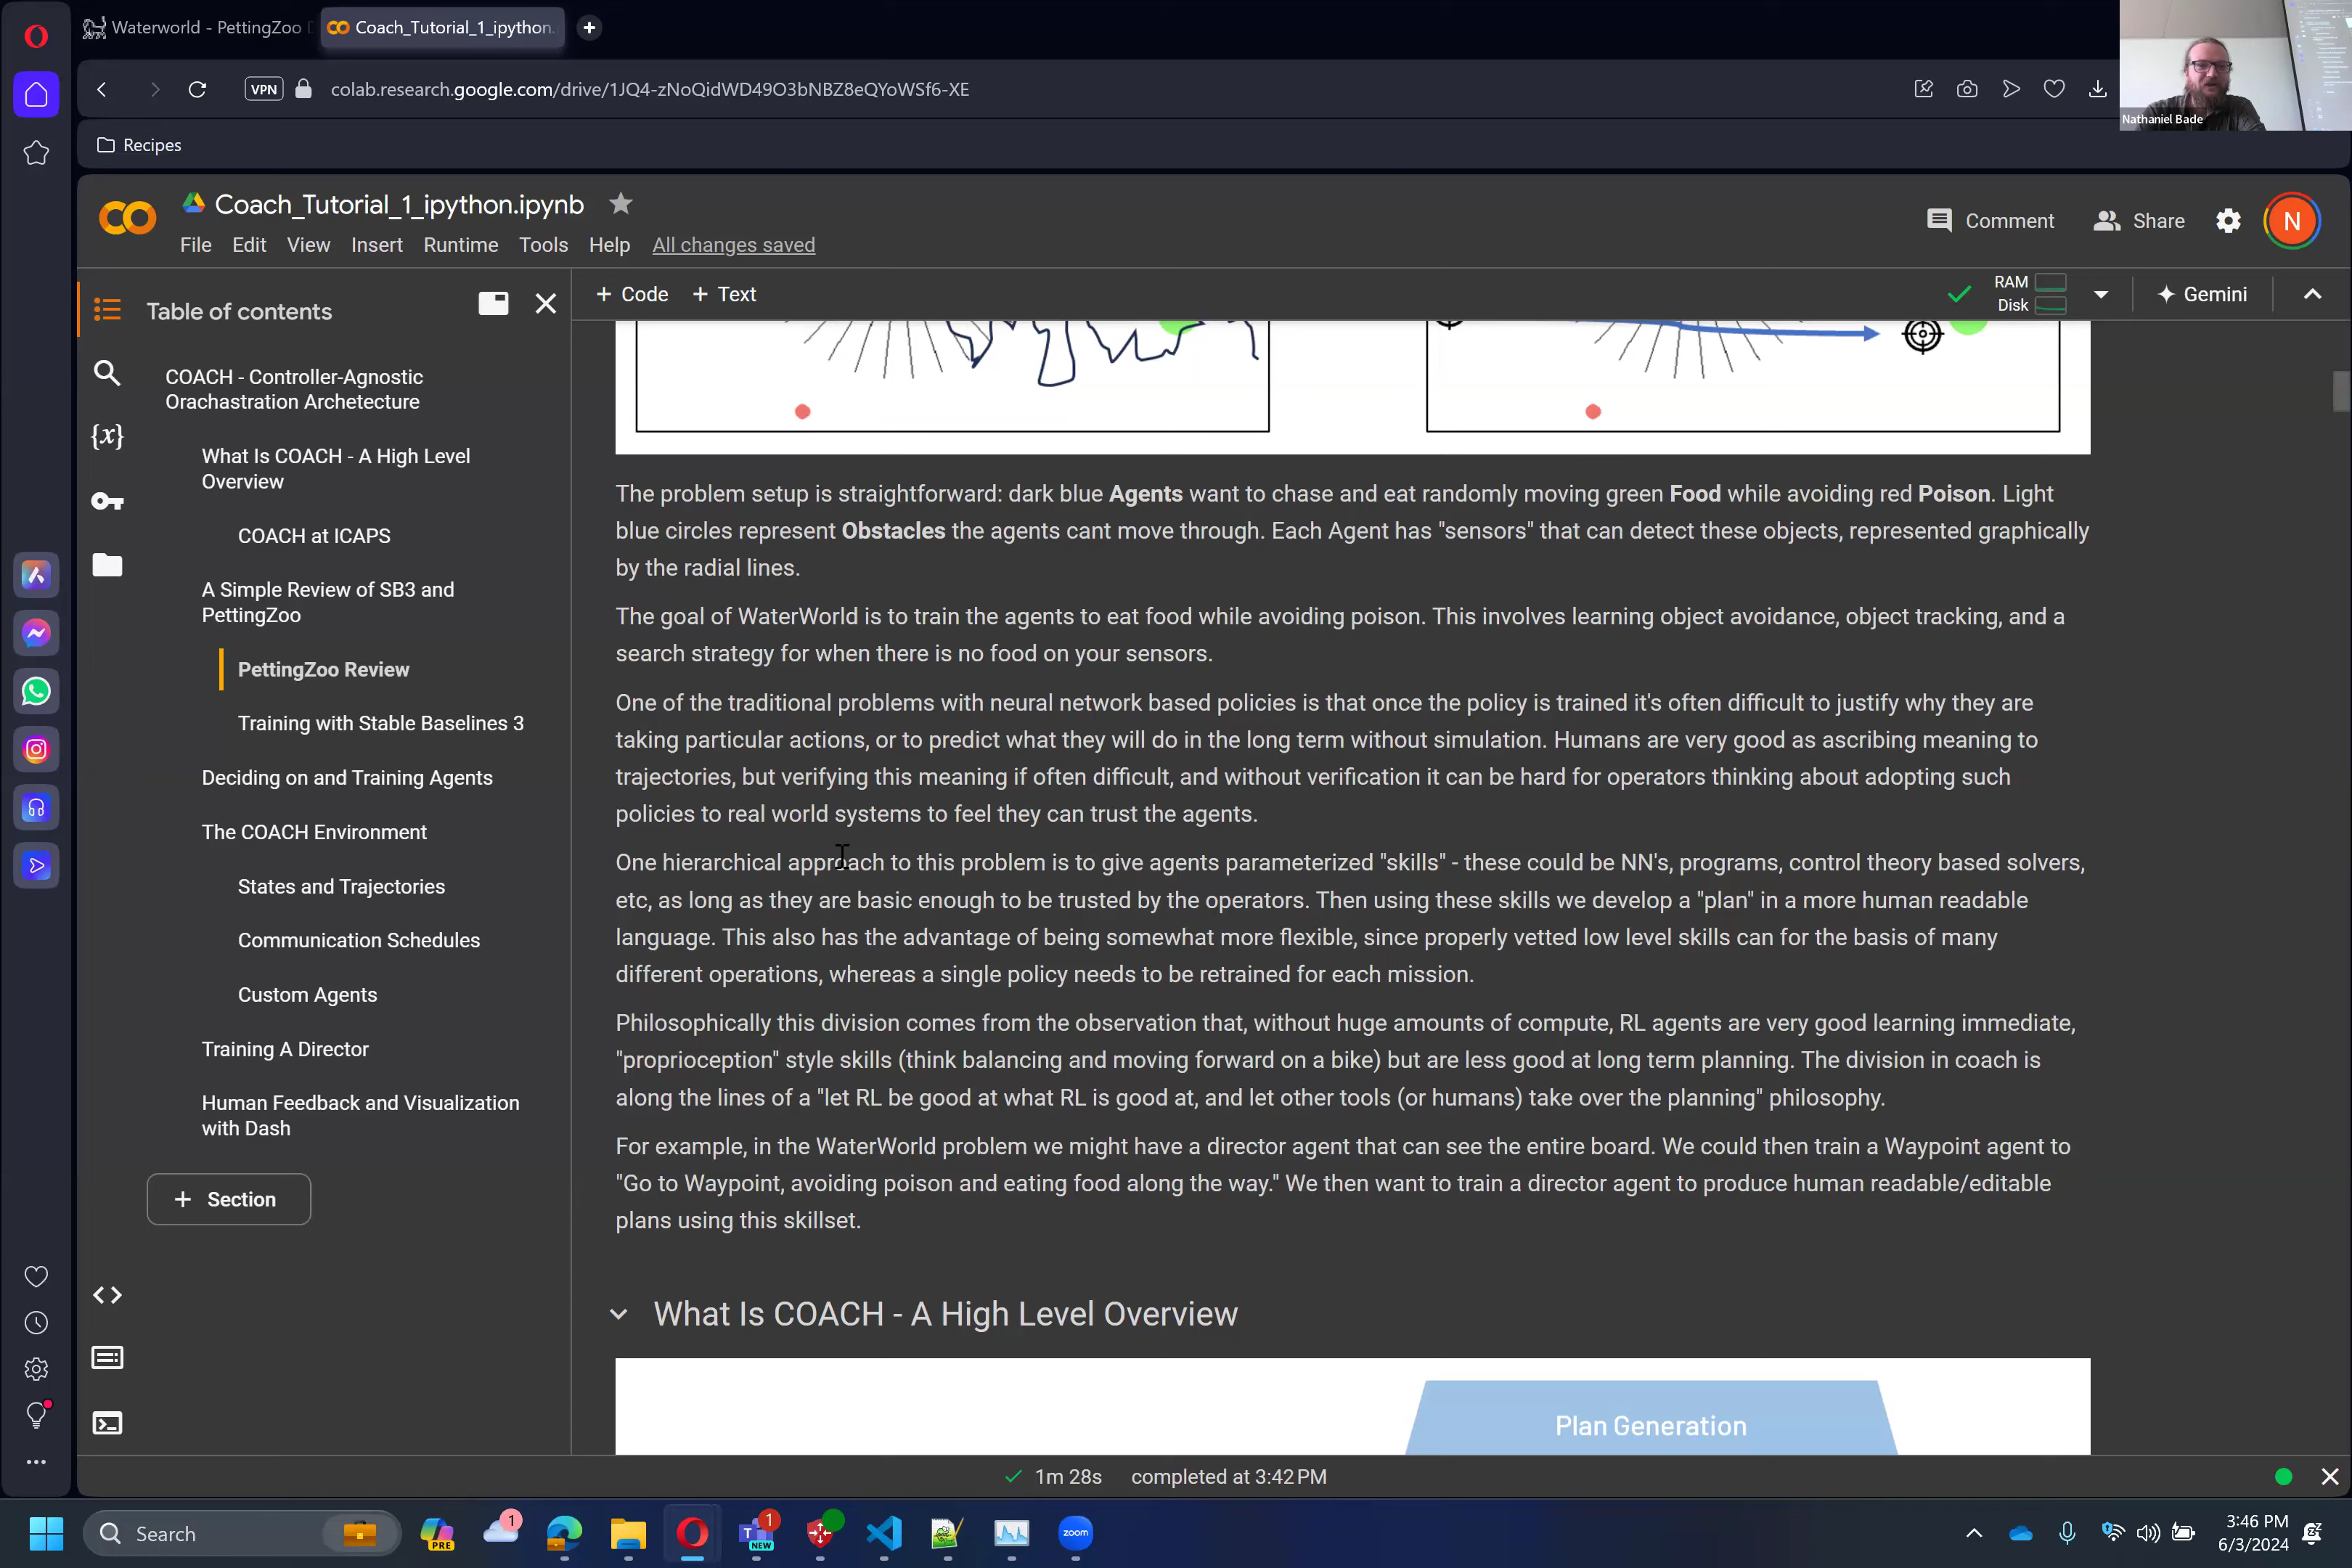 Waterworld - PettingZoo
Coach_Tutorial_1_ipython.
VPN
colab.research.google.com/drive/1JQ4-zNoQidWD49O3bNBZ8eQYoWSf6-XE
Nathaniel Bade
Recipes
Coach_Tutorial_1_ipython.ipynb
File Edit View Insert Runtime Tools Help All changes saved
Comment
Share
N
Table of contents
+ Code + Text
RAM
Disk
Gemini
COACH - Controller-Agnostic
Orachastration Archetecture
What Is COACH - A High Level
Overview
COACH at ICAPS
A Simple Review of SB3 and
PettingZoo
PettingZoo Review
Training with Stable Baselines 3
Deciding on and Training Agents
The COACH Environment
States and Trajectories
Communication Schedules
Custom Agents
Training A Director
Human Feedback and Visualization
with Dash
+ Section
The problem setup is straightforward: dark blue Agents want to chase and eat randomly moving green Food while avoiding red Poison. Light
blue circles represent Obstacles the agents cant move through. Each Agent has "sensors" that can detect these objects, represented graphically
by the radial lines.
The goal of WaterWorld is to train the agents to eat food while avoiding poison. This involves learning object avoidance, object tracking, and a
search strategy for when there is no food on your sensors.
One of the traditional problems with neural network based policies is that once the policy is trained it's often difficult to justify why they are
taking particular actions, or to predict what they will do in the long term without simulation. Humans are very good as ascribing meaning to
trajectories, but verifying this meaning if often difficult, and without verification it can be hard for operators thinking about adopting such
policies to real world systems to feel they can trust the agents.
One hierarchical approach to this problem is to give agents parameterized "skills" - these could be NN's, programs, control theory based solvers,
etc, as long as they are basic enough to be trusted by the operators. Then using these skills we develop a "plan" in a more human readable
language. This also has the advantage of being somewhat more flexible, since properly vetted low level skills can for the basis of many
different operations, whereas a single policy needs to be retrained for each mission.
Philosophically this division comes from the observation that, without huge amounts of compute, RL agents are very good learning immediate,
"proprioception" style skills (think balancing and moving forward on a bike) but are less good at long term planning. The division in coach is
along the lines of a "let RL be good at what RL is good at, and let other tools (or humans) take over the planning" philosophy.
For example, in the WaterWorld problem we might have a director agent that can see the entire board. We could then train a Waypoint agent to
"Go to Waypoint, avoiding poison and eating food along the way." We then want to train a director agent to produce human readable/editable
plans using this skillset.
What Is COACH - A High Level Overview
Plan Generation
1m 28s completed at 3:42 PM
Search
PRE
1
1
NEW
zoom
3:46 PM
6/3/2024